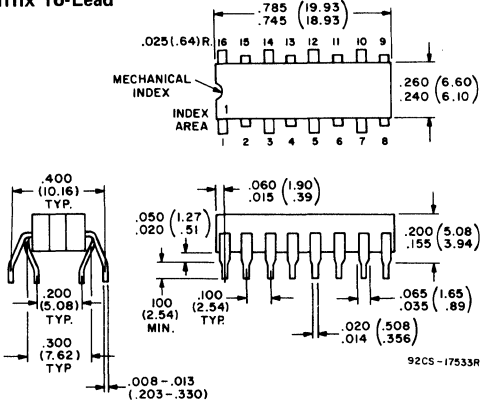 16-Lead
.785 (19.93)
.745 (18.93)
.025(.64)R.
16 15 14 13 12 11 10 9
MECHANICAL INDEX
INDEX AREA
1
1 2 3 4 5 6 7 8
.260 (6.60)
.240 (6.10)
.400
(10.16)
TYP.
.200
(5.08)
TYP.
.300
(7.62)
TYP
.008-.013
(.203-.330)
.060 (1.90)
.015 (.39)
.050 (1.27)
.020 (.51)
.200 (5.08)
.155 (3.94)
.100
(2.54)
MIN.
.100
(2.54)
TYP.
.065 (1.65)
.035 (.89)
.020 (.508)
.014 (.356)
92CS-17533R